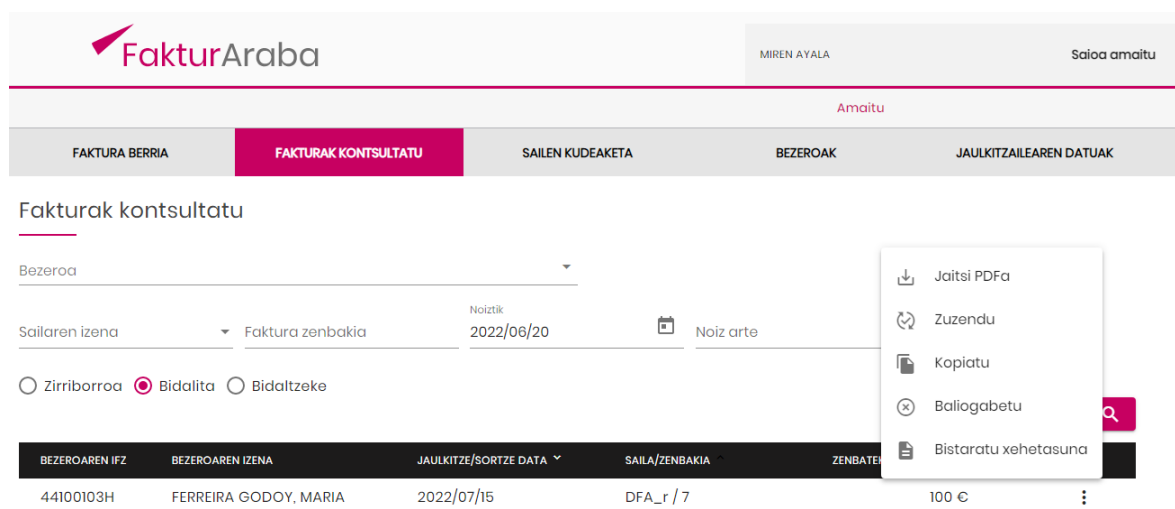 FakturAraba
MIREN AYALA Saioa amaitu
Amaitu
FAKTURA BERRIA FAKTURAK KONTSULTATU SAILEN KUDEAKETA BEZEROAK JAULKITZAILEAREN DATUAK
Fakturak kontsultatu
Bezeroa
Noiztik
Sailaren izena Faktura zenbakia 2022/06/20 Noiz arte
Zirriborroa Bidalita Bidaltzeke
Jaitsi PDFa
Zuzendu
Kopiatu
Baliogabetu
Bistaratu xehetasuna
BEZEROAREN IFZ BEZEROAREN IZENA JAULKITZE/SORTZE DATA SAILA/ZENBAKIA
44100103H FERREIRA GODOY, MARIA 2022/07/15 DFA_r / 7 100 €